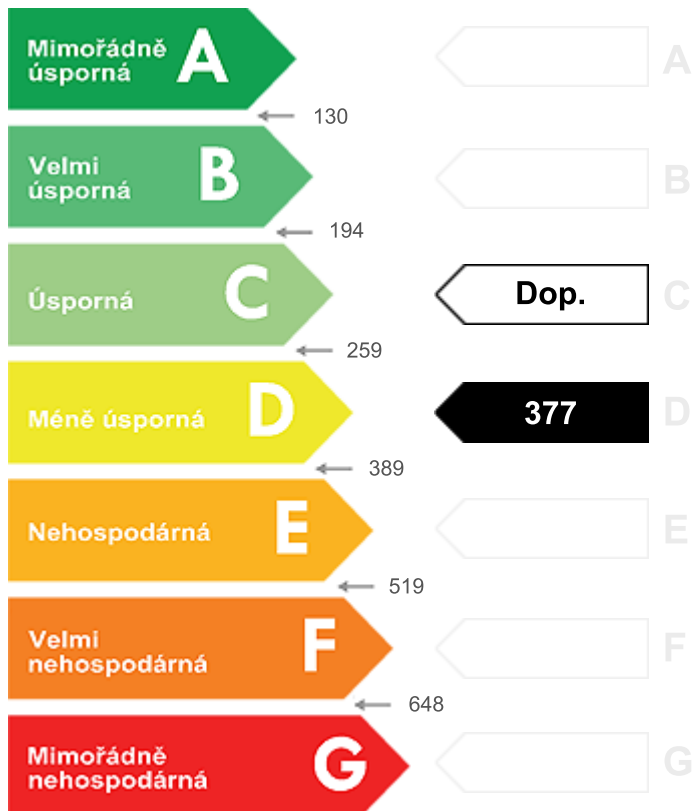 Mimořádně
úsporná
A
A
130
Velmi
úsporná
B
B
194
Úsporná
C
Dop.
C
259
Méně úsporná
D
377
D
389
Nehospodárná
E
E
519
Velmi
nehospodárná
F
F
648
Mimořádně
nehospodárná
G
G